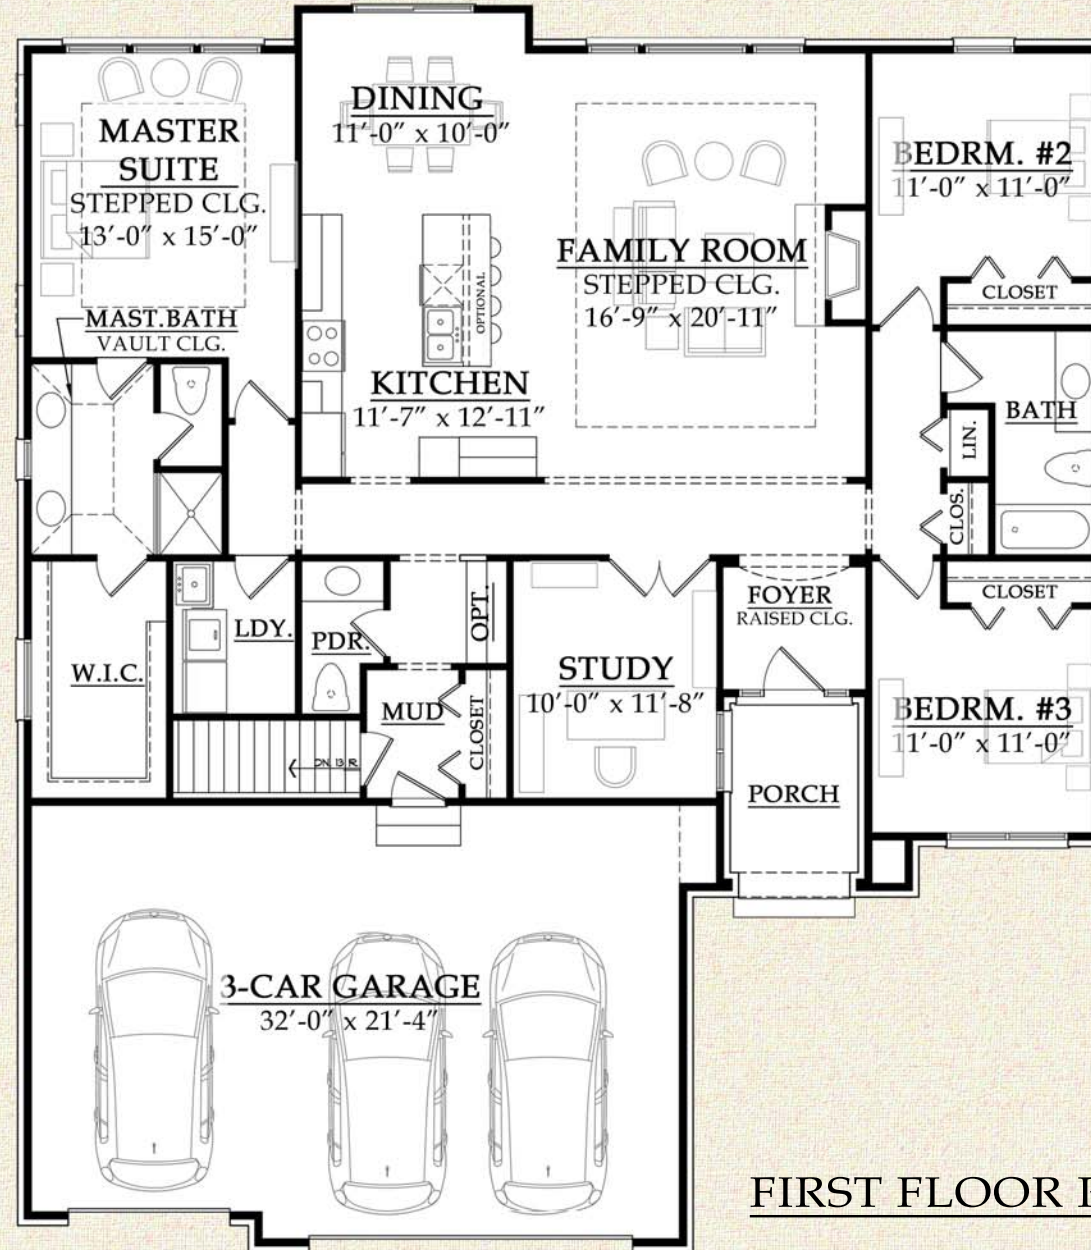 DINING
11'-0" x 10'-0"
MASTER
SUITE
STEPPED CLG.
13'-0" x 15'-0"
BEDRM. #2
11'-0" x 11'-0"
FAMILY ROOM
STEPPED CLG.
16'-9" x 20'-11"
OPTIONAL
CLOSET
MAST.BATH
VAULT CLG.
KITCHEN
11'-7" x 12'-11"
BATH
LIN.
CLOS.
CLOSET
FOYER
RAISED CLG.
OPT.
LDY.
PDR.
W.I.C.
STUDY
10'-0" x 11'-8"
MUD
CLOSET
BEDRM. #3
11'-0" x 11'-0"
DN 13 R
PORCH
3-CAR GARAGE
32'-0" x 21'-4"
FIRST FLOOR